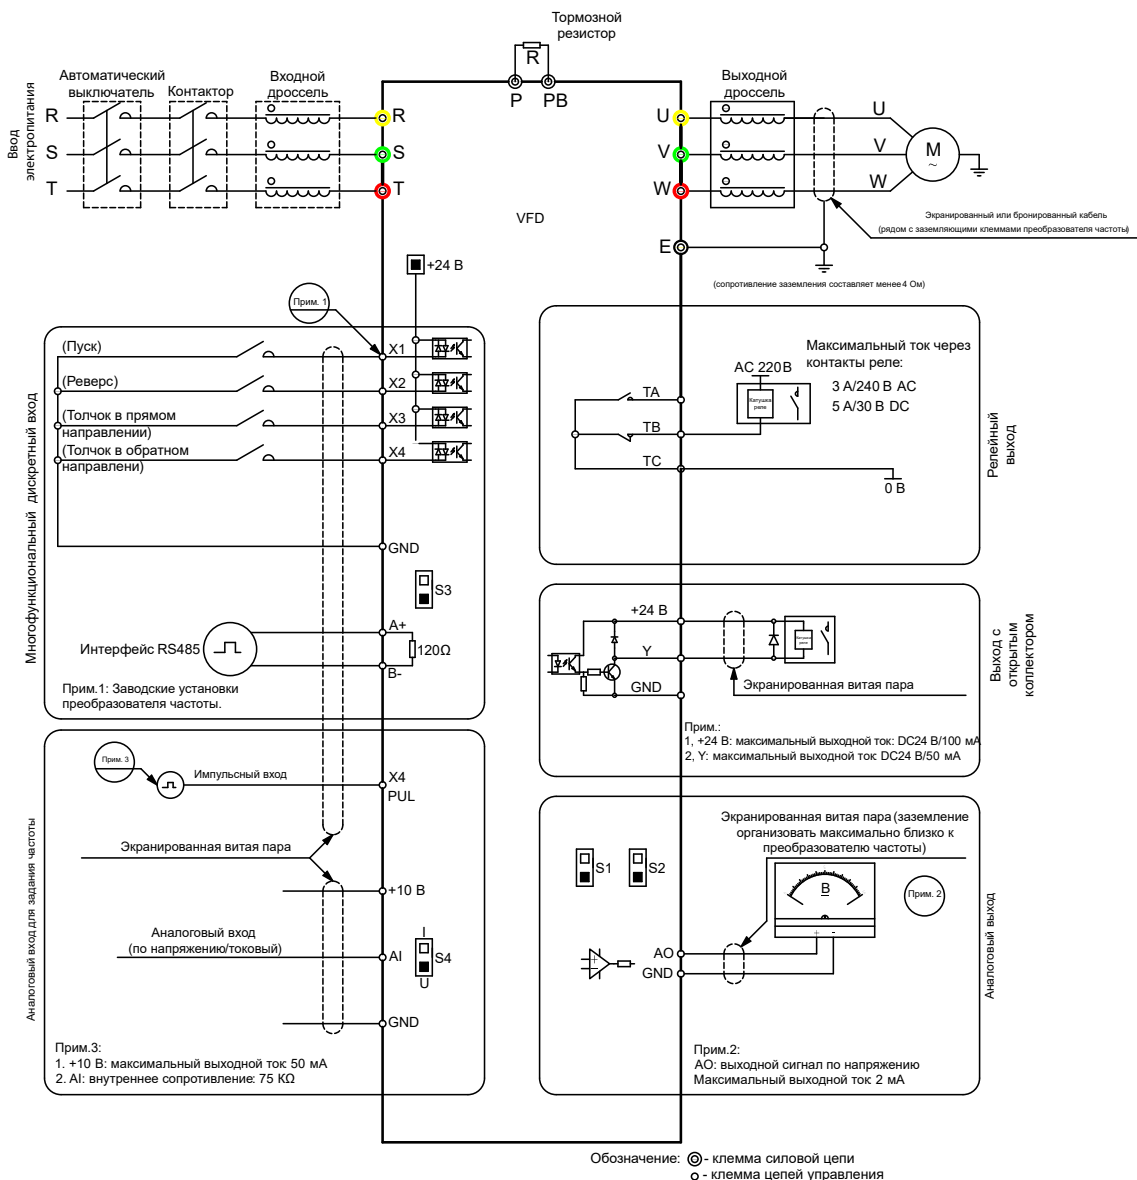 Тормозной
резистор
R
P
PB
Автоматический
выключатель
Контактор
Входной
дроссель
Выходной
дроссель
Ввод
электропитания
R
S
T
R
S
T
U
V
W
U
V
W
M
~
VFD
E
Экранированный или бронированный кабель
(рядом с заземляющими клеммами преобразователя частоты)
(сопротивление заземления составляет менее 4 Ом)
+24 В
Прим. 1
Многофункциональный дискретный вход
(Пуск)
X1
(Реверс)
X2
(Толчок в прямом
направлении)
X3
(Толчок в обратном
направлени)
X4
GND
S3
Интерфейс RS485
A+
120Ω
B-
Прим.1: Заводские установки
преобразователя частоты.
Релейный
выход
Максимальный ток через
контакты реле:
3 А/240 В AC
5 А/30 В DC
AC 220В
Катушка
реле
TA
TB
TC
0 В
Выход с
открытым
коллектором
+24 В
Y
GND
Катушка
реле
Экранированная витая пара
Прим.:
1, +24 В: максимальный выходной ток: DC24 В/100 мА
2, Y: максимальный выходной ток: DC24 В/50 мА
Аналоговый вход для задания частоты
Прим. 3
Импульсный вход
X4
PUL
Экранированная витая пара
+10 В
Аналоговый вход
(по напряжению/токовый)
AI
I
S4
U
GND
Прим.3:
1. +10 В: максимальный выходной ток: 50 мА
2. AI: внутреннее сопротивление: 75 КΩ
Аналоговый выход
Экранированная витая пара (заземление
организовать максимально близко к
преобразователю частоты)
S1
S2
В
+
-
Прим. 2
+
-
AO
GND
Прим.2:
АО: выходной сигнал по напряжению
Максимальный выходной ток: 2 мА
Обозначение:
- клемма силовой цепи
- клемма цепей управления